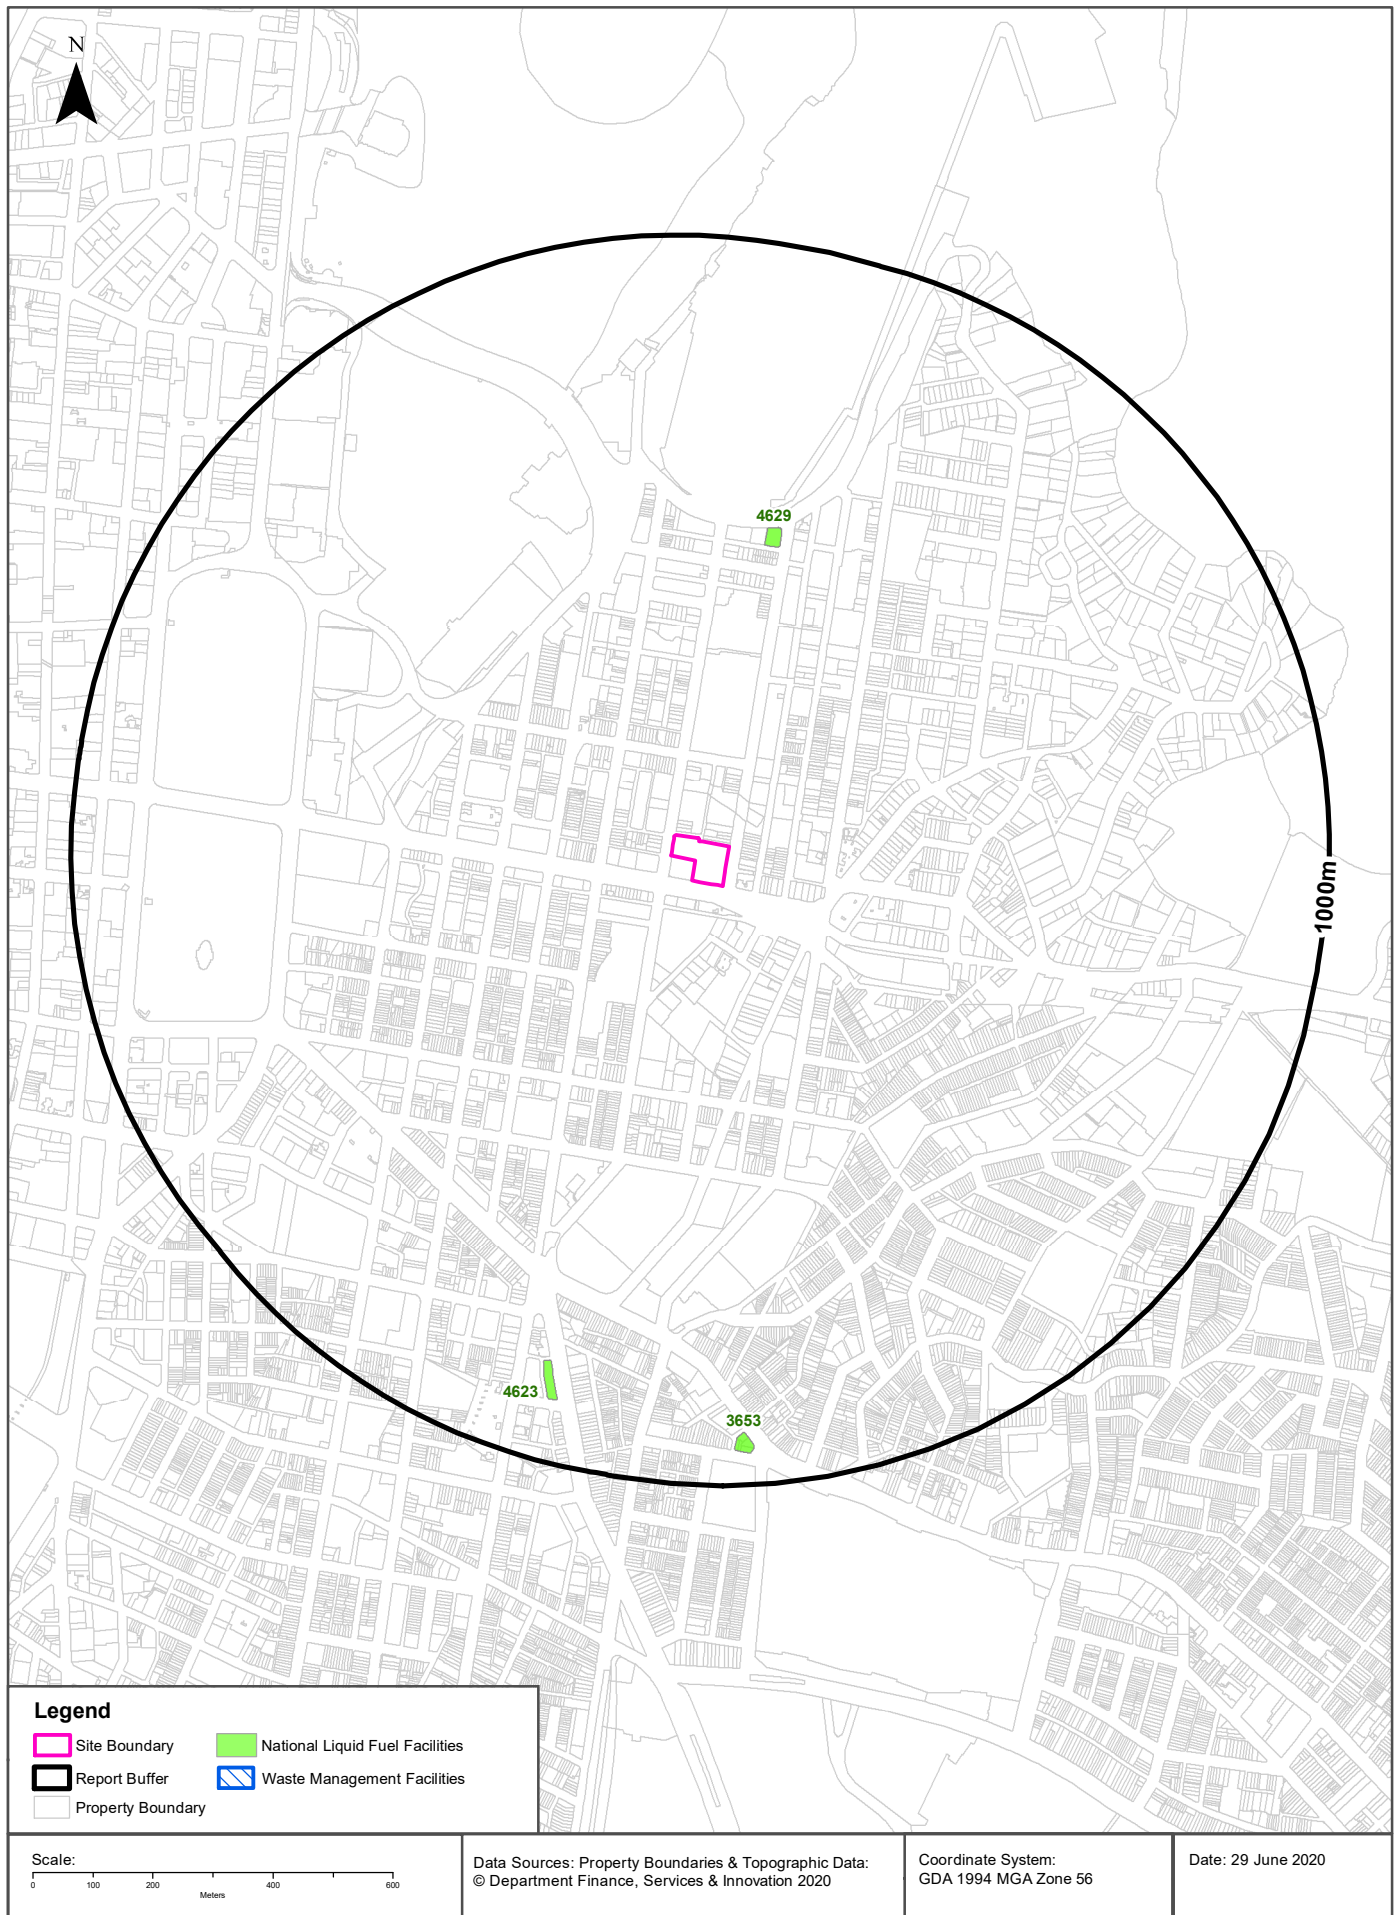 N
4629
1000m
4623
3653
Legend
Site Boundary
National Liquid Fuel Facilities
Report Buffer
Waste Management Facilities
Property Boundary
Scale:
0 100 200 400 600
Meters
Data Sources: Property Boundaries & Topographic Data:
© Department Finance, Services & Innovation 2020
Coordinate System:
GDA 1994 MGA Zone 56
Date: 29 June 2020